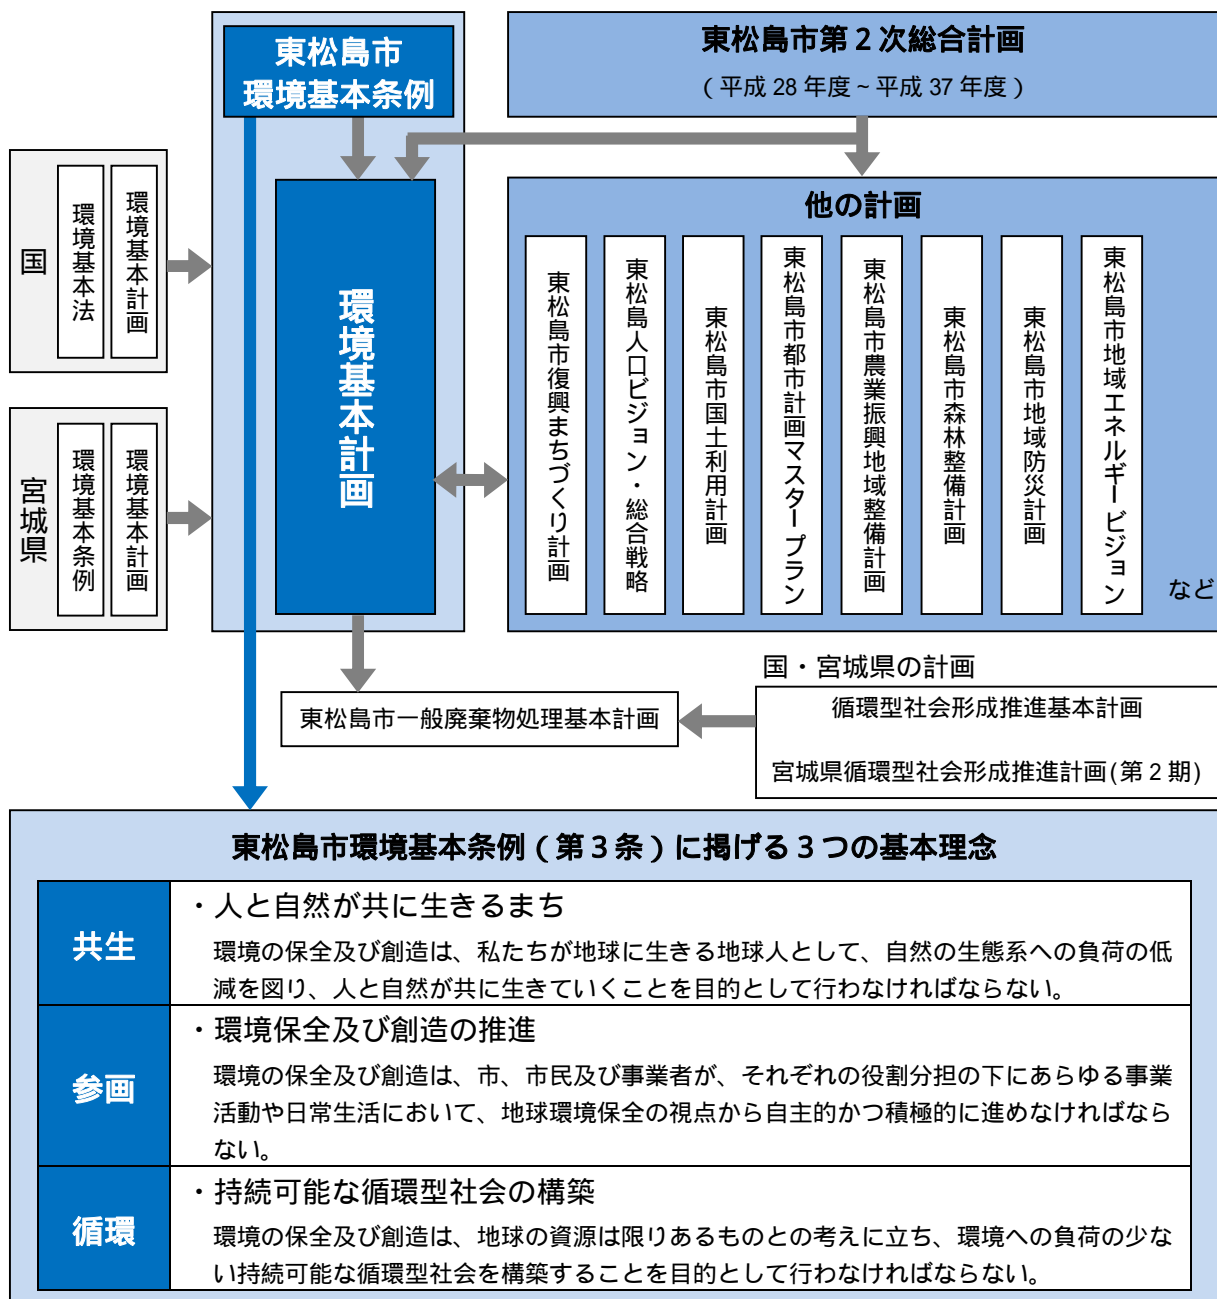 東松島市
環境基本条例
東松島市第2次総合計画
（平成 28 年度～平成 37 年度）
国
環境基本法
環境基本計画
宮城県
環境基本条例
環境基本計画
環境基本計画
他の計画
東松島市復興まちづくり計画
東松島人口ビジョン・総合戦略
東松島市国土利用計画
東松島市都市計画マスタープラン
東松島市農業振興地域整備計画
東松島市森林整備計画
東松島市地域防災計画
東松島市地域エネルギービジョン
など
東松島市一般廃棄物処理基本計画
国・宮城県の計画
循環型社会形成推進基本計画
宮城県循環型社会形成推進計画(第2期)
東松島市環境基本条例（第3条）に掲げる3つの基本理念
共生
・人と自然が共に生きるまち
環境の保全及び創造は、私たちが地球に生きる地球人として、自然の生態系への負荷の低
減を図り、人と自然が共に生きていくことを目的として行わなければならない。
参画
・環境保全及び創造の推進
環境の保全及び創造は、市、市民及び事業者が、それぞれの役割分担の下にあらゆる事業
活動や日常生活において、地球環境保全の視点から自主的かつ積極的に進めなければなら
ない。
循環
・持続可能な循環型社会の構築
環境の保全及び創造は、地球の資源は限りあるものとの考えに立ち、環境への負荷の少な
い持続可能な循環型社会を構築することを目的として行わなければならない。